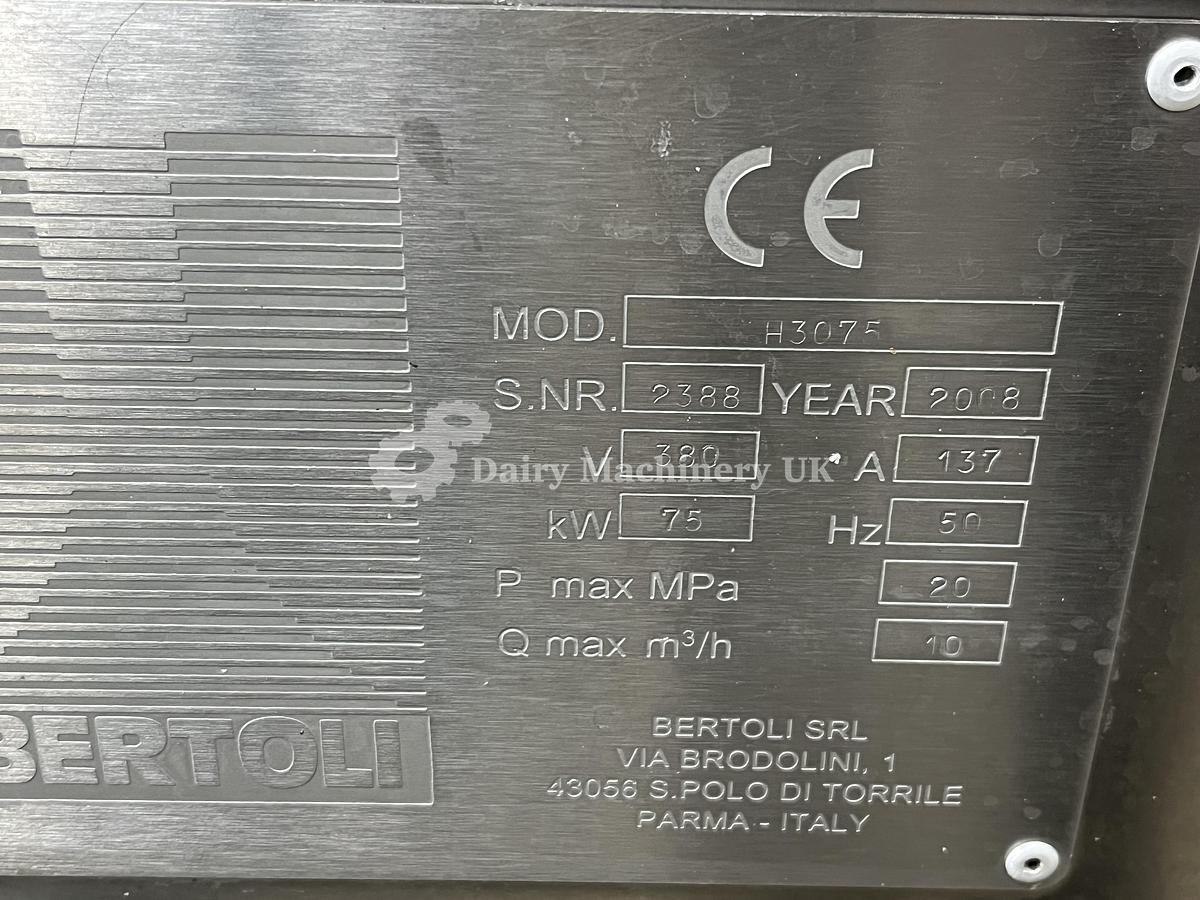 CE
MOD. H3075
S.NR. 2388 YEAR 2008
V 380 A 137
Dairy Machinery UK
kW 75 Hz 50
P max MPa 20
Q max m³/h 10
BERTOLI
BERTOLI SRL
VIA BRODOLINI, 1
43056 S.POLO DI TORRILE
PARMA - ITALY